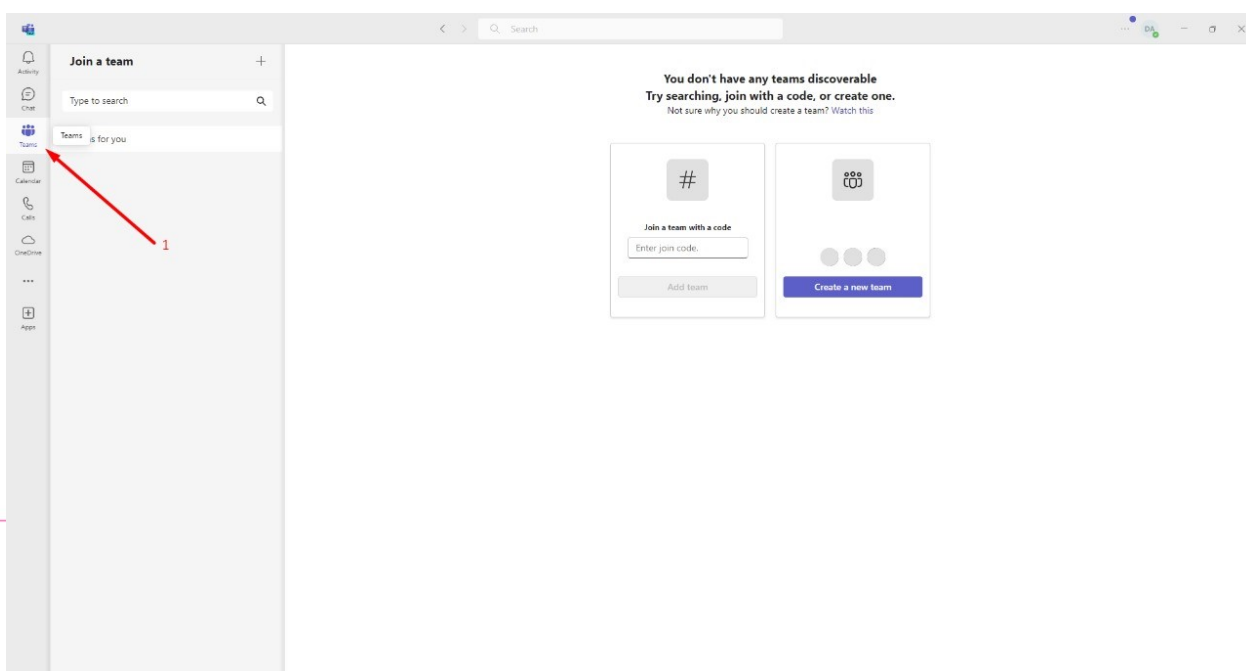 Search
DA
Activity
Chat
Teams
Calendar
Calls
OneDrive
Apps
Join a team
Type to search
Teams
s for you
1
You don't have any teams discoverable
Try searching, join with a code, or create one.
Not sure why you should create a team? Watch this
#
Join a team with a code
Enter join code.
Add team
Create a new team